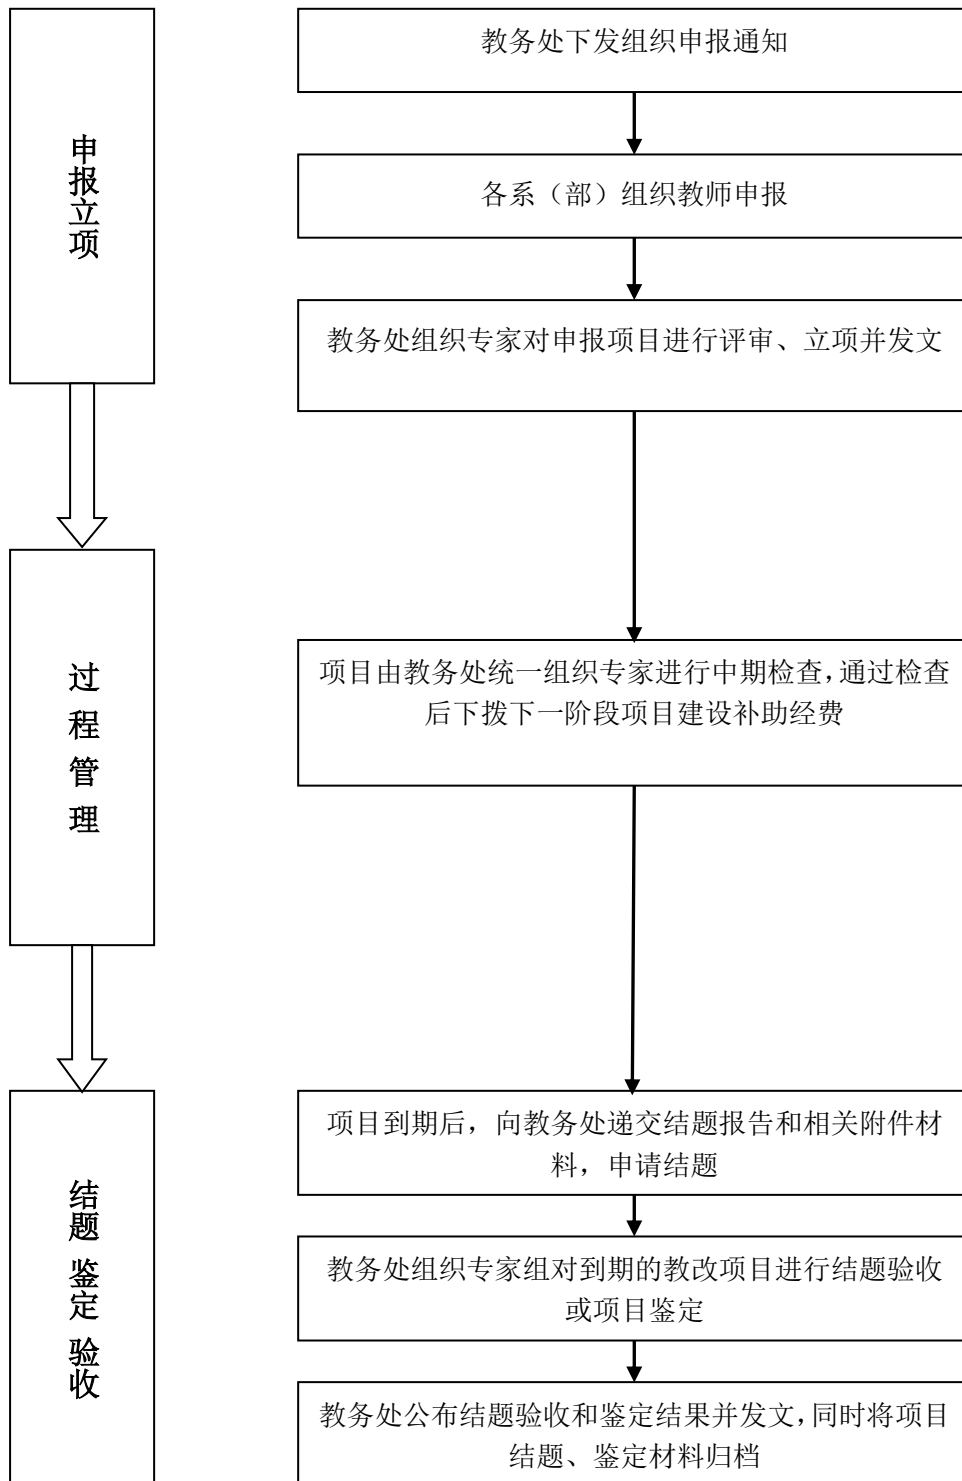 申报立项
教务处下发组织申报通知
各系（部）组织教师申报
教务处组织专家对申报项目进行评审、立项并发文
过程管理
项目由教务处统一组织专家进行中期检查，通过检查
后下拨下一阶段项目建设补助经费
结题 鉴定 验收
项目到期后，向教务处递交结题报告和相关附件材
料，申请结题
教务处组织专家组对到期的教改项目进行结题验收
或项目鉴定
教务处公布结题验收和鉴定结果并发文，同时将项目
结题、鉴定材料归档